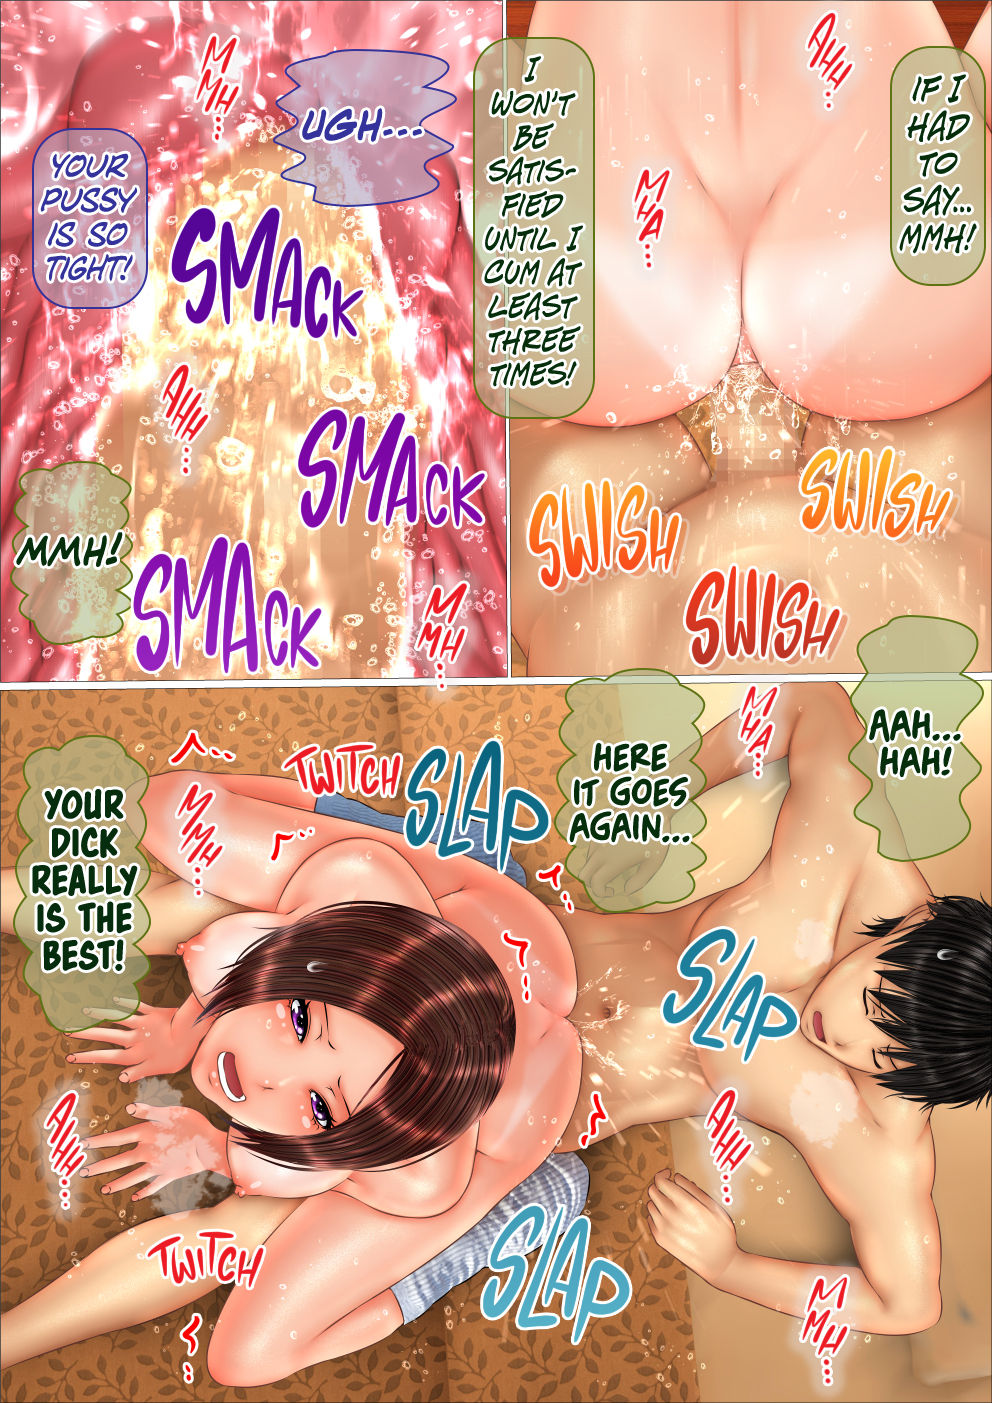 IF I
HAD
TO
SAY...
MMH!
AHH...
MHA...
I
WON'T
BE
SATIS-
FIED
UNTIL I
CUM AT
LEAST
THREE
TIMES!
SWISH
SWISH
SWISH
UGH...
MMH...
YOUR
PUSSY
IS SO
TIGHT!
SMACK
AHH...
SMACK
MMH!
SMACK
MMH...
AAH...
HAH!
MHA...
HERE
IT GOES
AGAIN...
SLAP
TWITCH
MMH...
YOUR
DICK
REALLY
IS THE
BEST!
SLAP
AHH...
AHH...
SLAP
TWITCH
MMH...